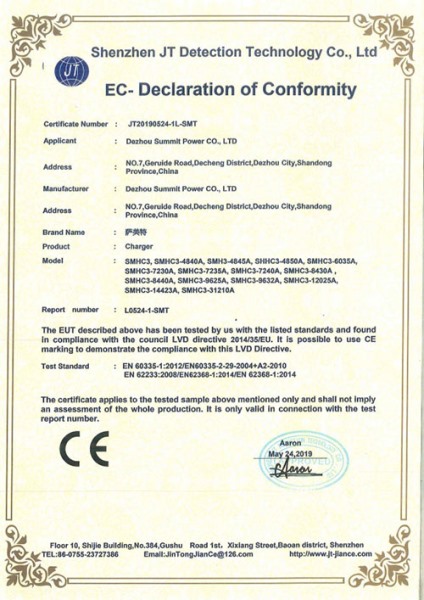 Shenzhen JT Detection Technology Co., Ltd
JT
EC- Declaration of Conformity
Certificate Number : JT20190524-1L-SMT
Applicant : Dezhou Summit Power CO., LTD
Address : NO.7,Geruide Road,Decheng District,Dezhou City,Shandong
Province,China
Manufacturer : Dezhou Summit Power CO., LTD
Address : NO.7,Geruide Road,Decheng District,Dezhou City,Shandong
Province,China
Brand Name : 萨美特
Product : Charger
Model : SMHC3, SMHC3-4840A, SMH3-4845A, SHHC3-4850A, SMHC3-6035A,
SMHC3-7230A, SMHC3-7235A, SMHC3-7240A, SMHC3-8430A ,
SMHC3-8440A, SMHC3-9625A, SMHC3-9632A, SMHC3-12025A,
SMHC3-14423A, SMHC3-31210A
Report number : L0524-1-SMT
The EUT described above has been tested by us with the listed standards and found
in compliance with the council LVD directive 2014/35/EU. It is possible to use CE
marking to demonstrate the compliance with this LVD Directive.
Test Standard : EN 60335-1:2012/EN60335-2-29-2004+A2-2010
EN 62233:2008/EN62368-1:2014/EN 62368-1:2014
The certificate applies to the tested sample above mentioned only and shall not imply
an assessment of the whole production. It is only valid in connection with the test
report number.
CE
Aaron
May 24,2019
Aaron
Floor 10, Shijie Building,No.384,Gushu Road 1st. Xixiang Street,Baoan district, Shenzhen
TEL:86-0755-23727386 Email:JinTongJianCe@126.com http://www.jt-jiance.com